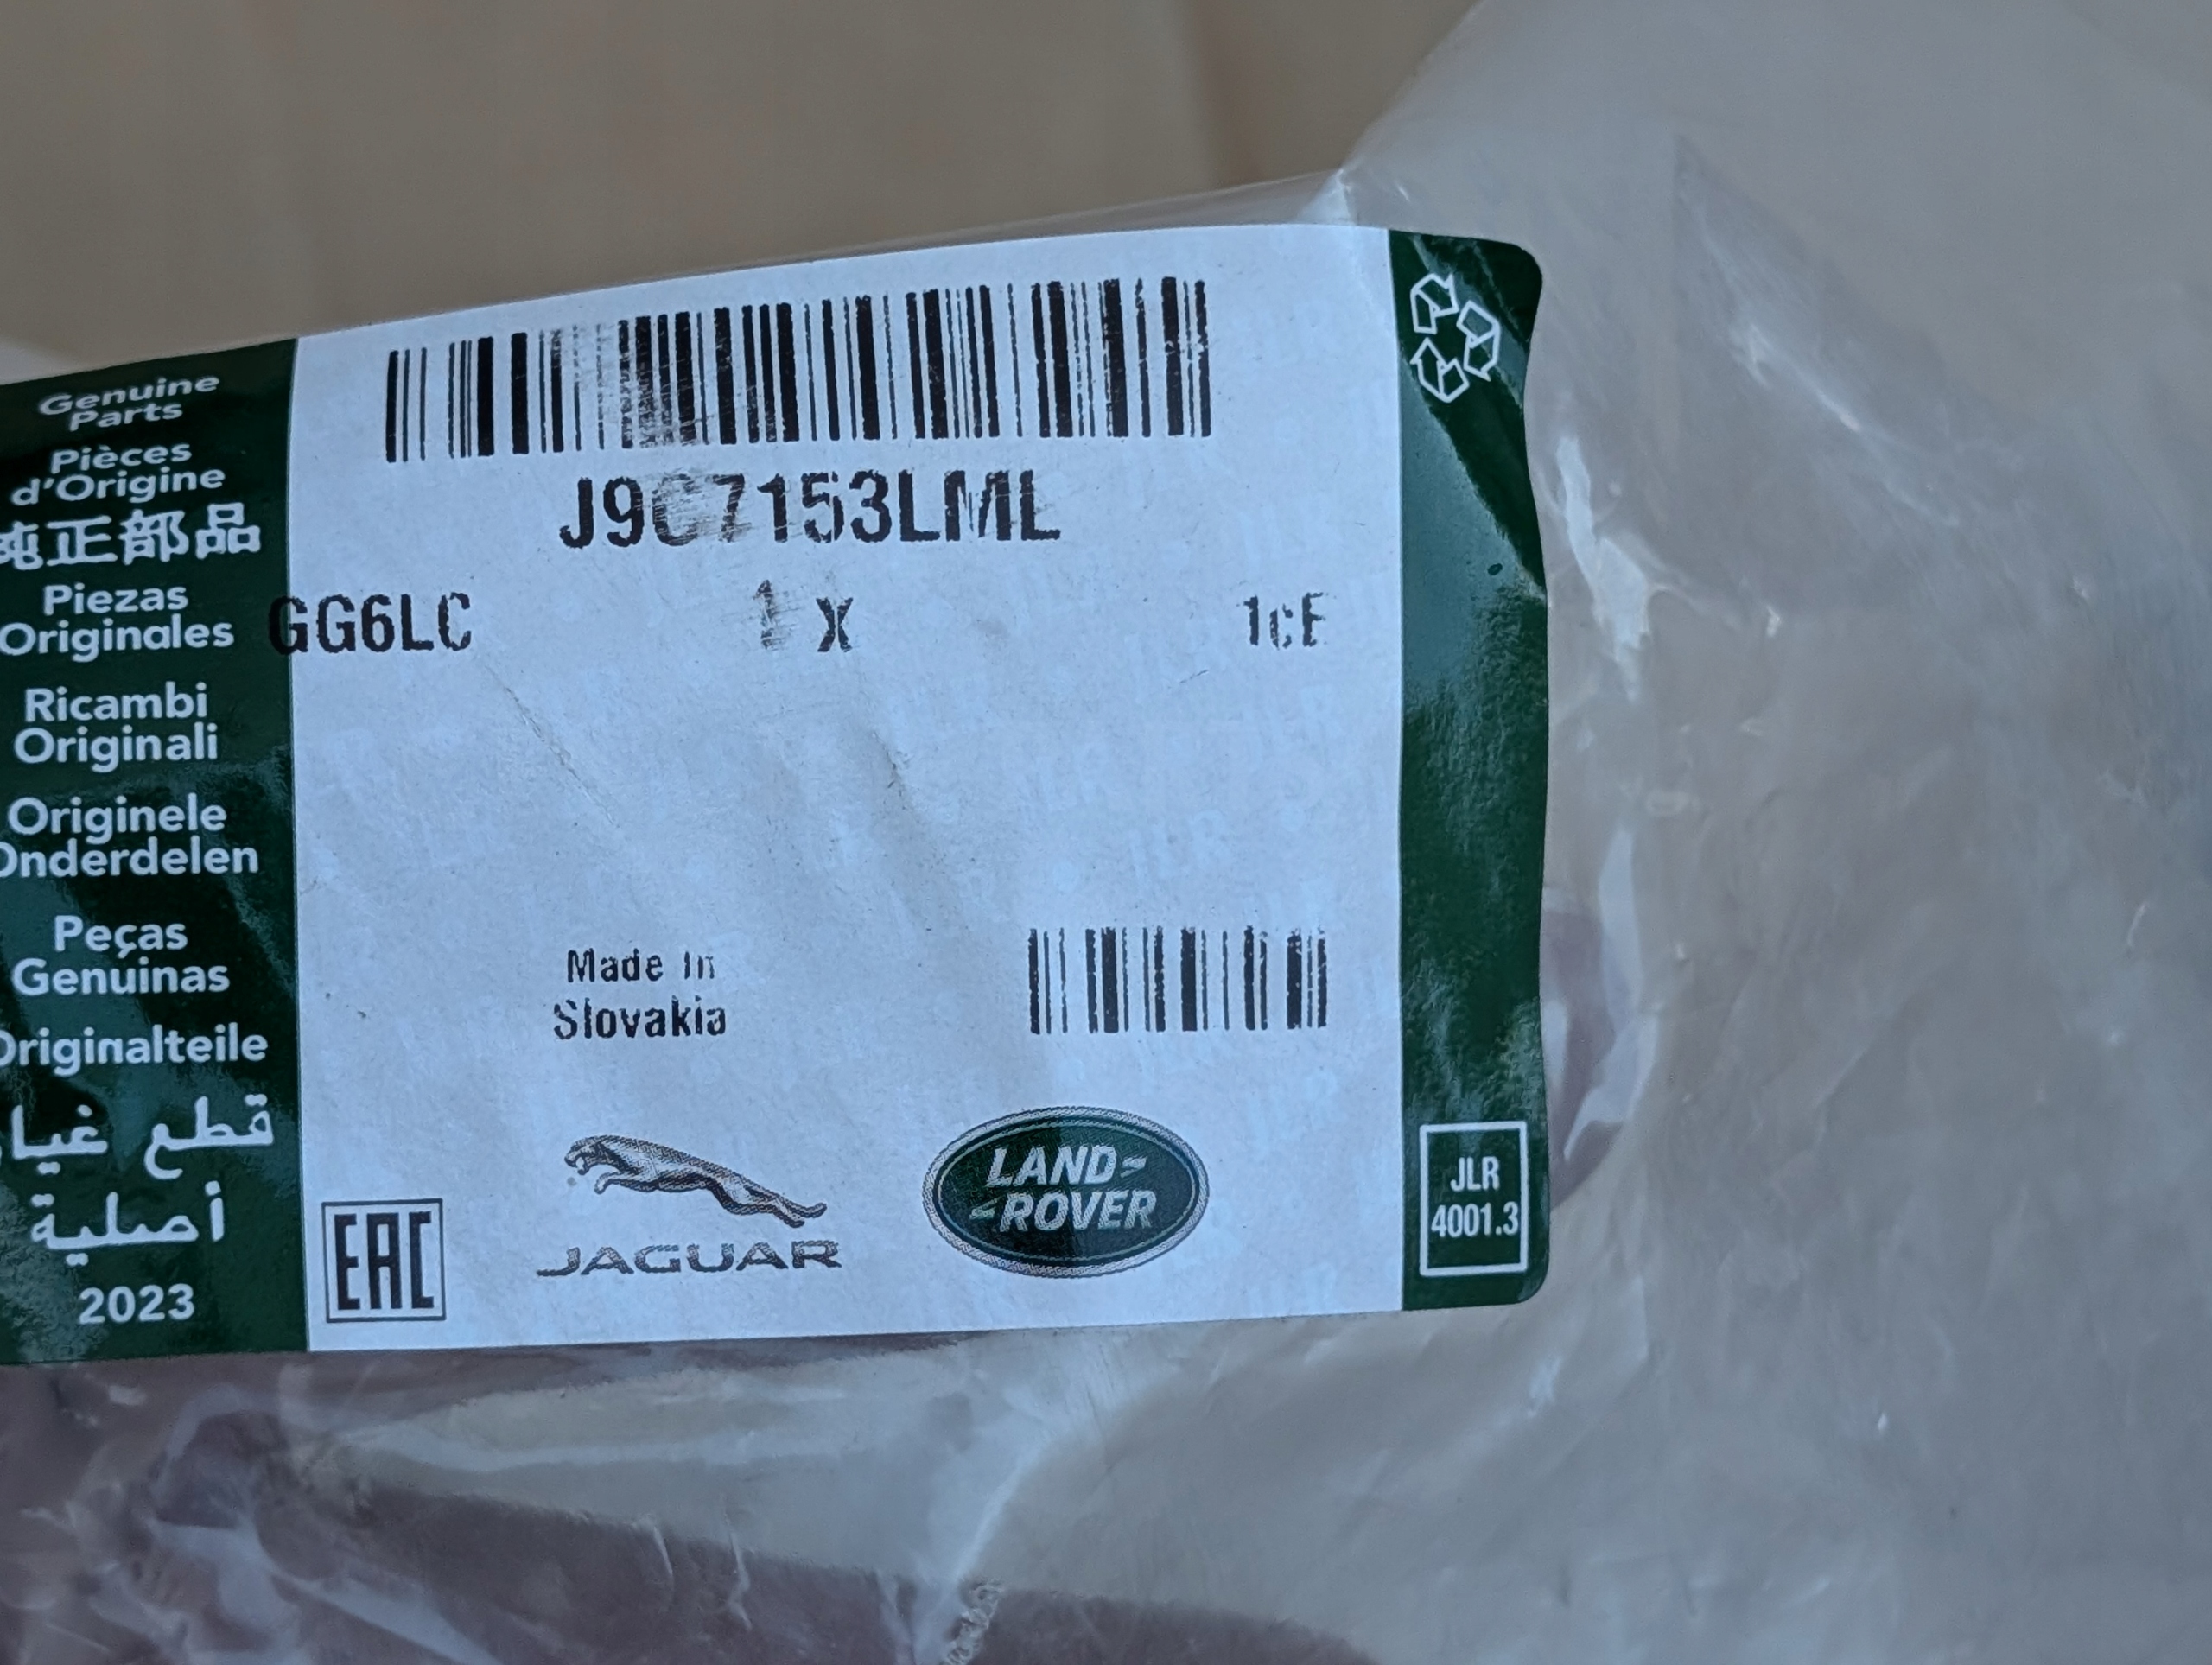 Genuine
Parts
Pièces
d'Origine
純正部品
Piezas
Originales
Ricambi
Originali
Originele
Onderdelen
Peças
Genuinas
Originalteile
قطع غيار
أصلية
2023
J9C7153LML
GG6LC
1 X
1cE
Made In
Slovakia
EAC
JAGUAR
LAND-
-ROVER
JLR
4001.3